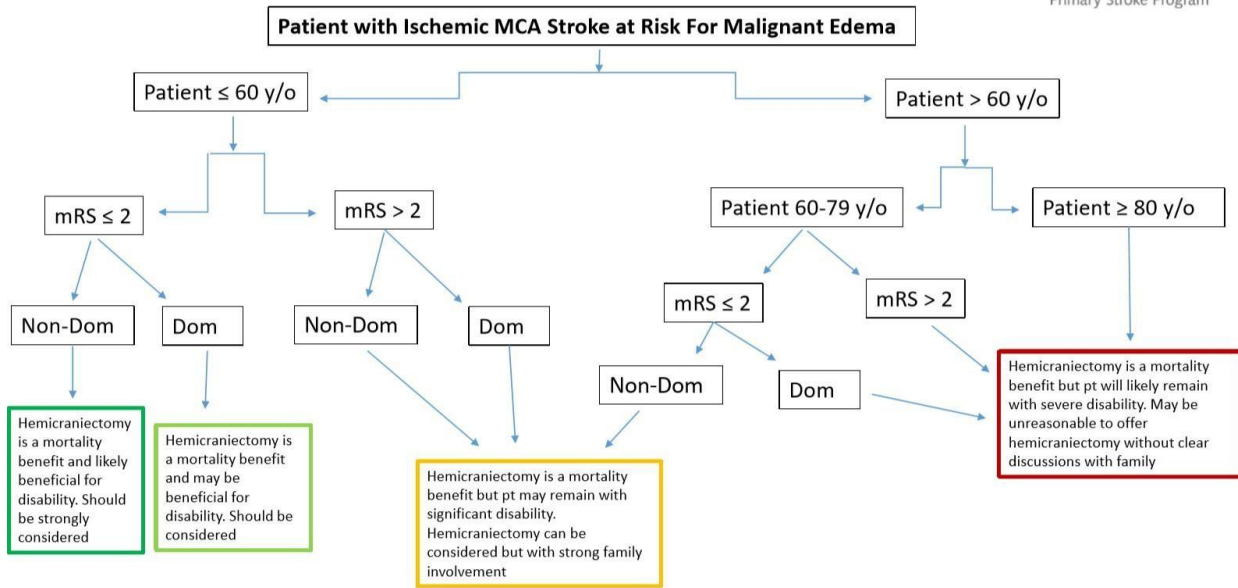 Primary Stroke Program
Patient with Ischemic MCA Stroke at Risk For Malignant Edema
Patient ≤ 60 y/o
Patient > 60 y/o
mRS ≤ 2
mRS > 2
Patient 60-79 y/o
Patient ≥ 80 y/o
mRS ≤ 2
mRS > 2
Non-Dom
Dom
Non-Dom
Dom
Non-Dom
Dom
Hemicraniectomy
is a mortality
benefit and likely
beneficial for
disability. Should
be strongly
considered
Hemicraniectomy is
a mortality benefit
and may be
beneficial for
disability. Should be
considered
Hemicraniectomy is a mortality
benefit but pt may remain with
significant disability.
Hemicraniectomy can be
considered but with strong family
involvement
Hemicraniectomy is a mortality
benefit but pt will likely remain
with severe disability. May be
unreasonable to offer
hemicraniectomy without clear
discussions with family